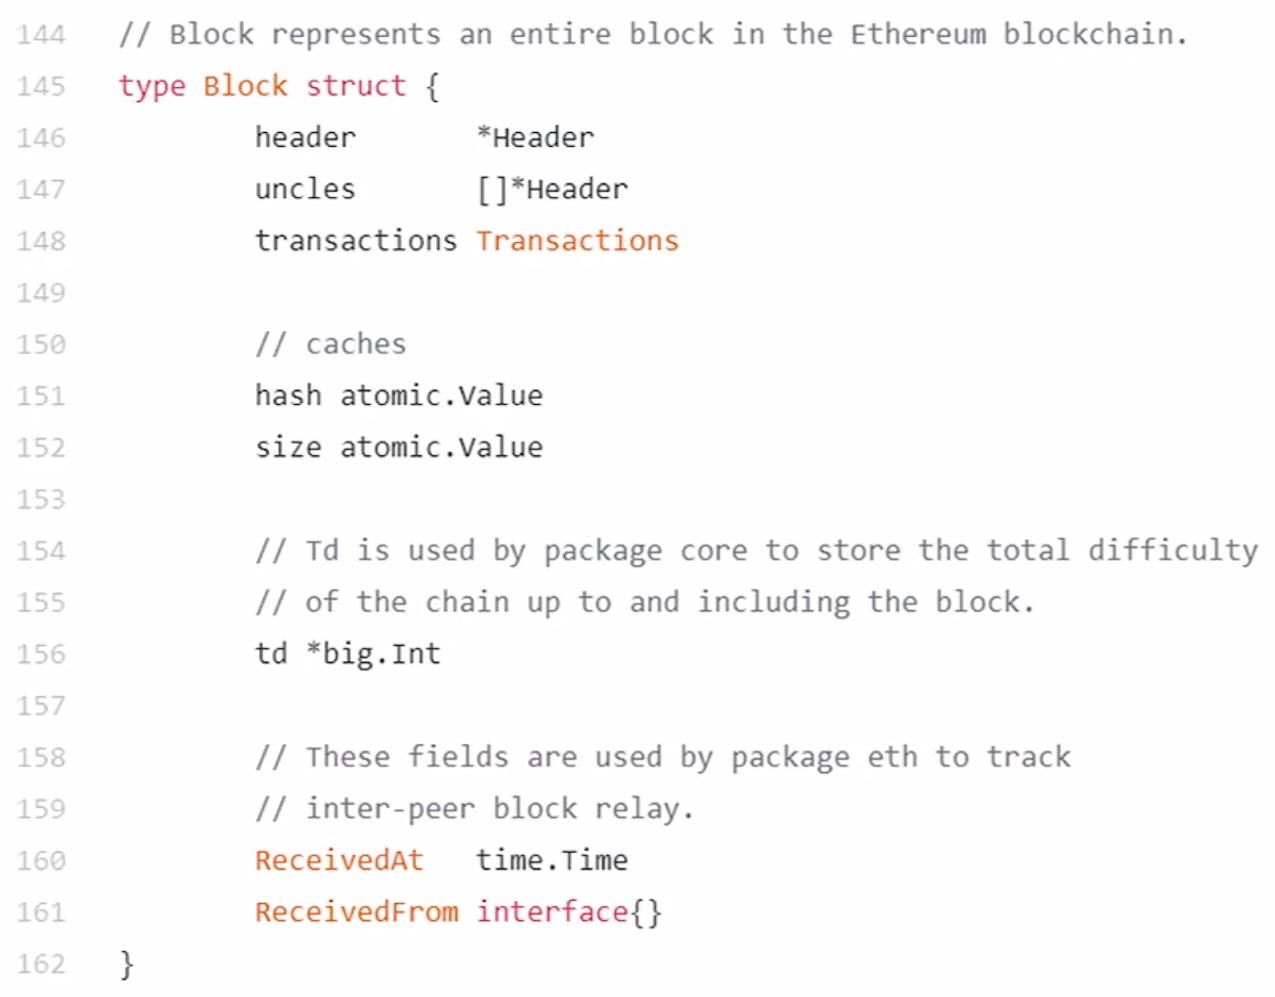 144 // Block represents an entire block in the Ethereum blockchain.
145 type Block struct {
146 header *Header
147 uncles []*Header
148 transactions Transactions
149
150 // caches
151 hash atomic.Value
152 size atomic.Value
153
154 // Td is used by package core to store the total difficulty
155 // of the chain up to and including the block.
156 td *big.Int
157
158 // These fields are used by package eth to track
159 // inter-peer block relay.
160 ReceivedAt time.Time
161 ReceivedFrom interface{}
162 }